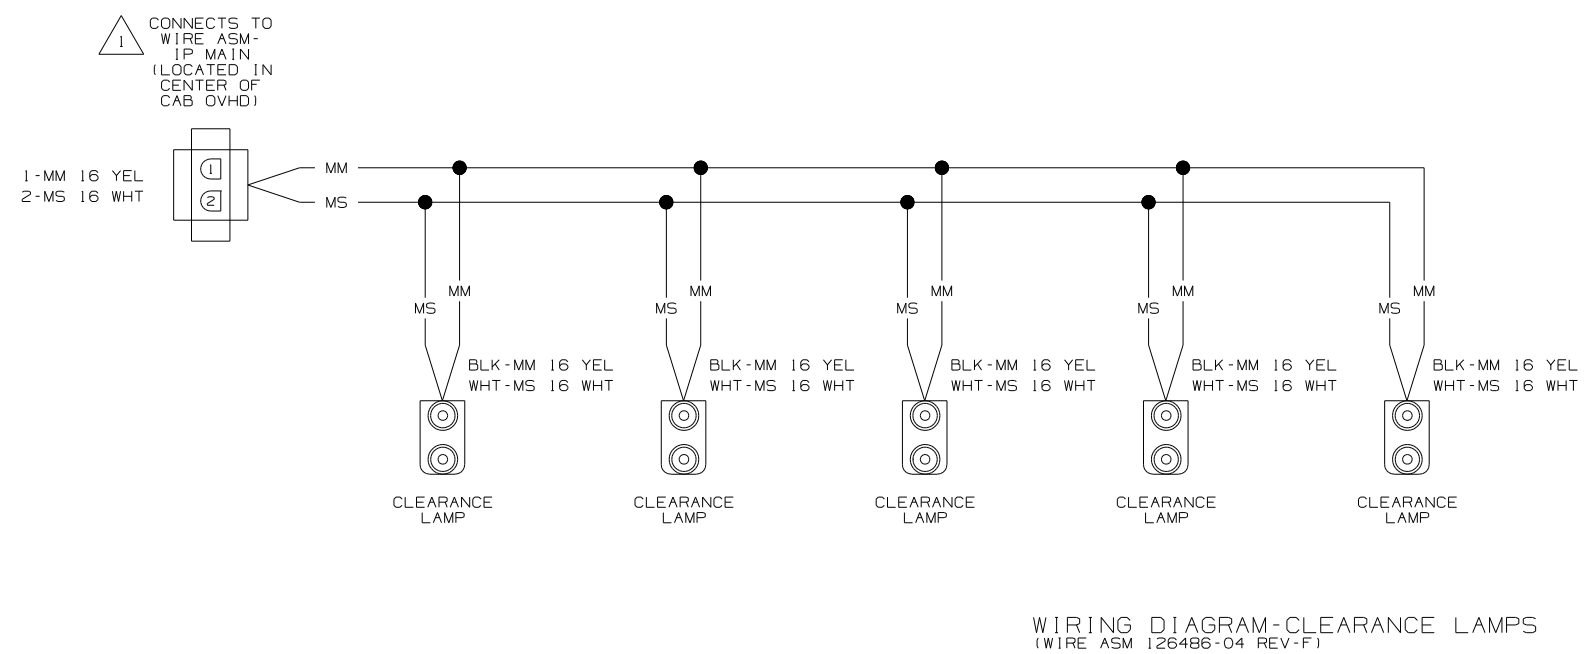 1
CONNECTS TO
WIRE ASM-
IP MAIN
(LOCATED IN
CENTER OF
CAB OVHD)
1-MM 16 YEL
2-MS 16 WHT
1
2
MM
MS
MS
MM
BLK-MM 16 YEL
WHT-MS 16 WHT
CLEARANCE
LAMP
MS
MM
BLK-MM 16 YEL
WHT-MS 16 WHT
CLEARANCE
LAMP
MS
MM
BLK-MM 16 YEL
WHT-MS 16 WHT
CLEARANCE
LAMP
MS
MM
BLK-MM 16 YEL
WHT-MS 16 WHT
CLEARANCE
LAMP
MS
MM
BLK-MM 16 YEL
WHT-MS 16 WHT
CLEARANCE
LAMP
WIRING DIAGRAM-CLEARANCE LAMPS
(WIRE ASM 126486-04 REV-F)